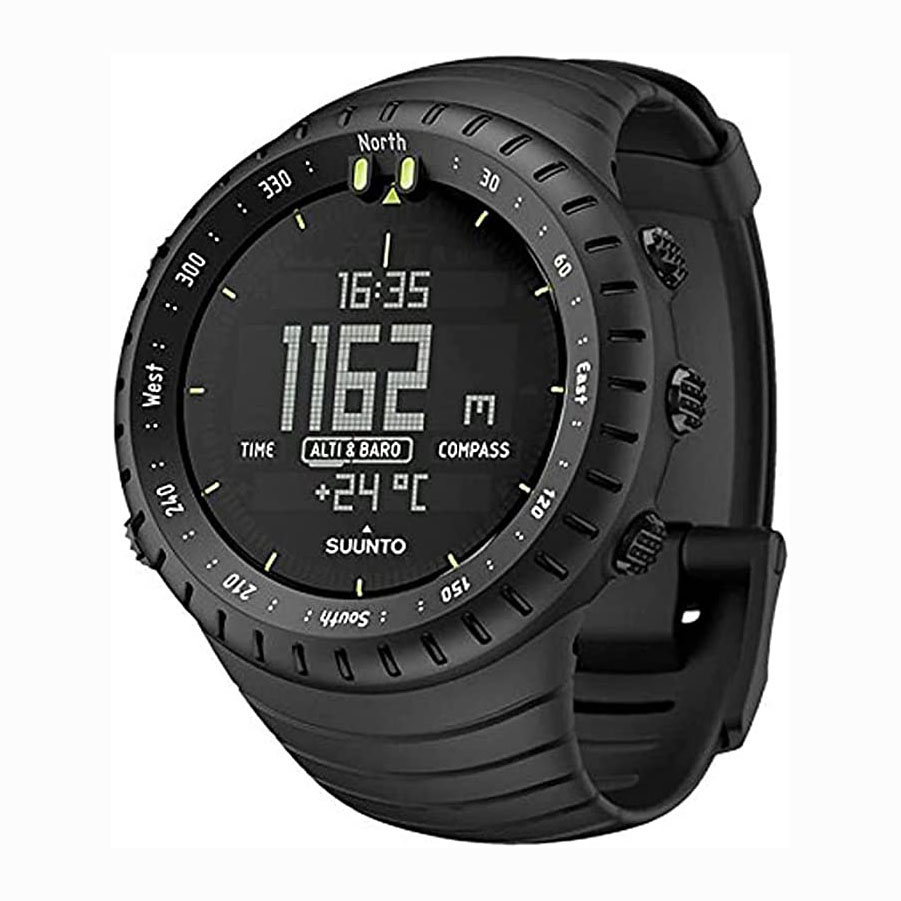 North
30
60
East
120
150
South
210
240
West
300
330
16:35
1162 m
TIME ALTI & BARO COMPASS
+24 °C
SUUNTO